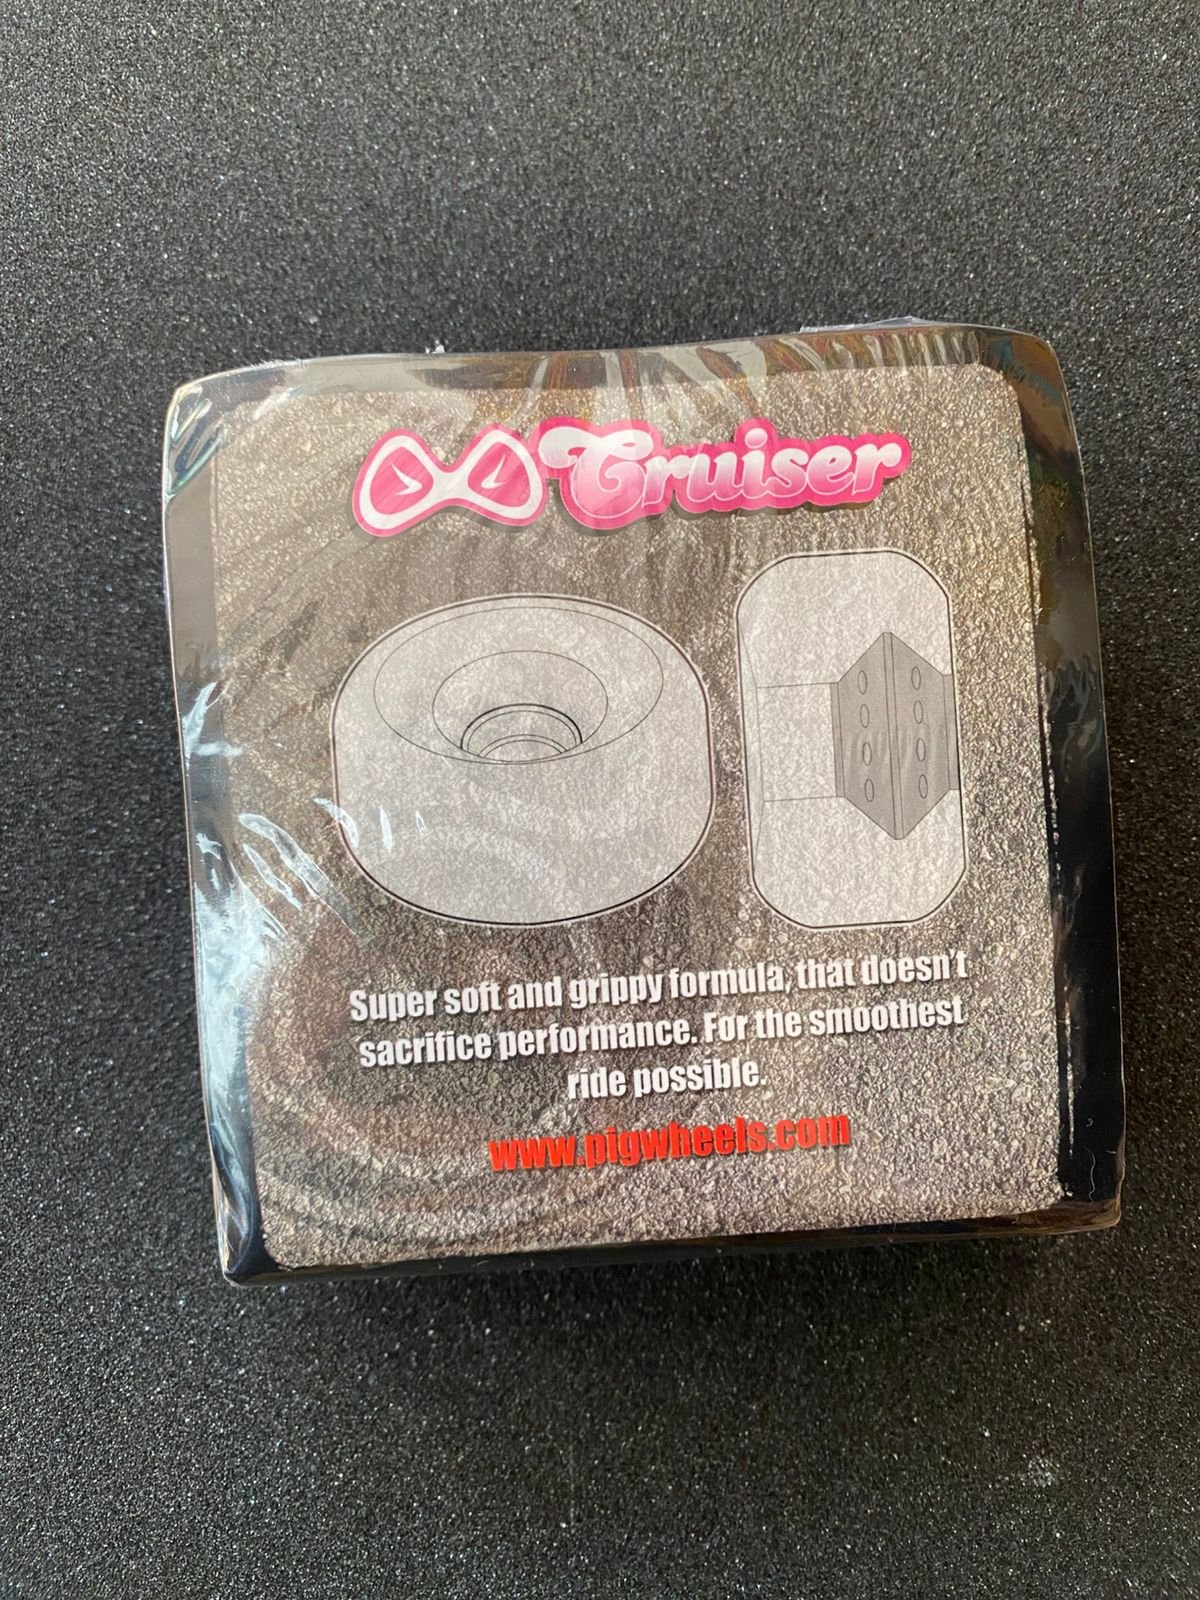 Cruiser
Super soft and grippy formula, that doesn't
sacrifice performance. For the smoothest
ride possible.
www.pigwheels.com